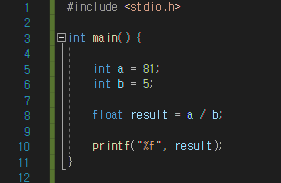 1 #include <stdio.h>
2
3 int main() {
4
5 int a = 81;
6 int b = 5;
7
8 float result = a / b;
9
10 printf("%f", result);
11 }
12